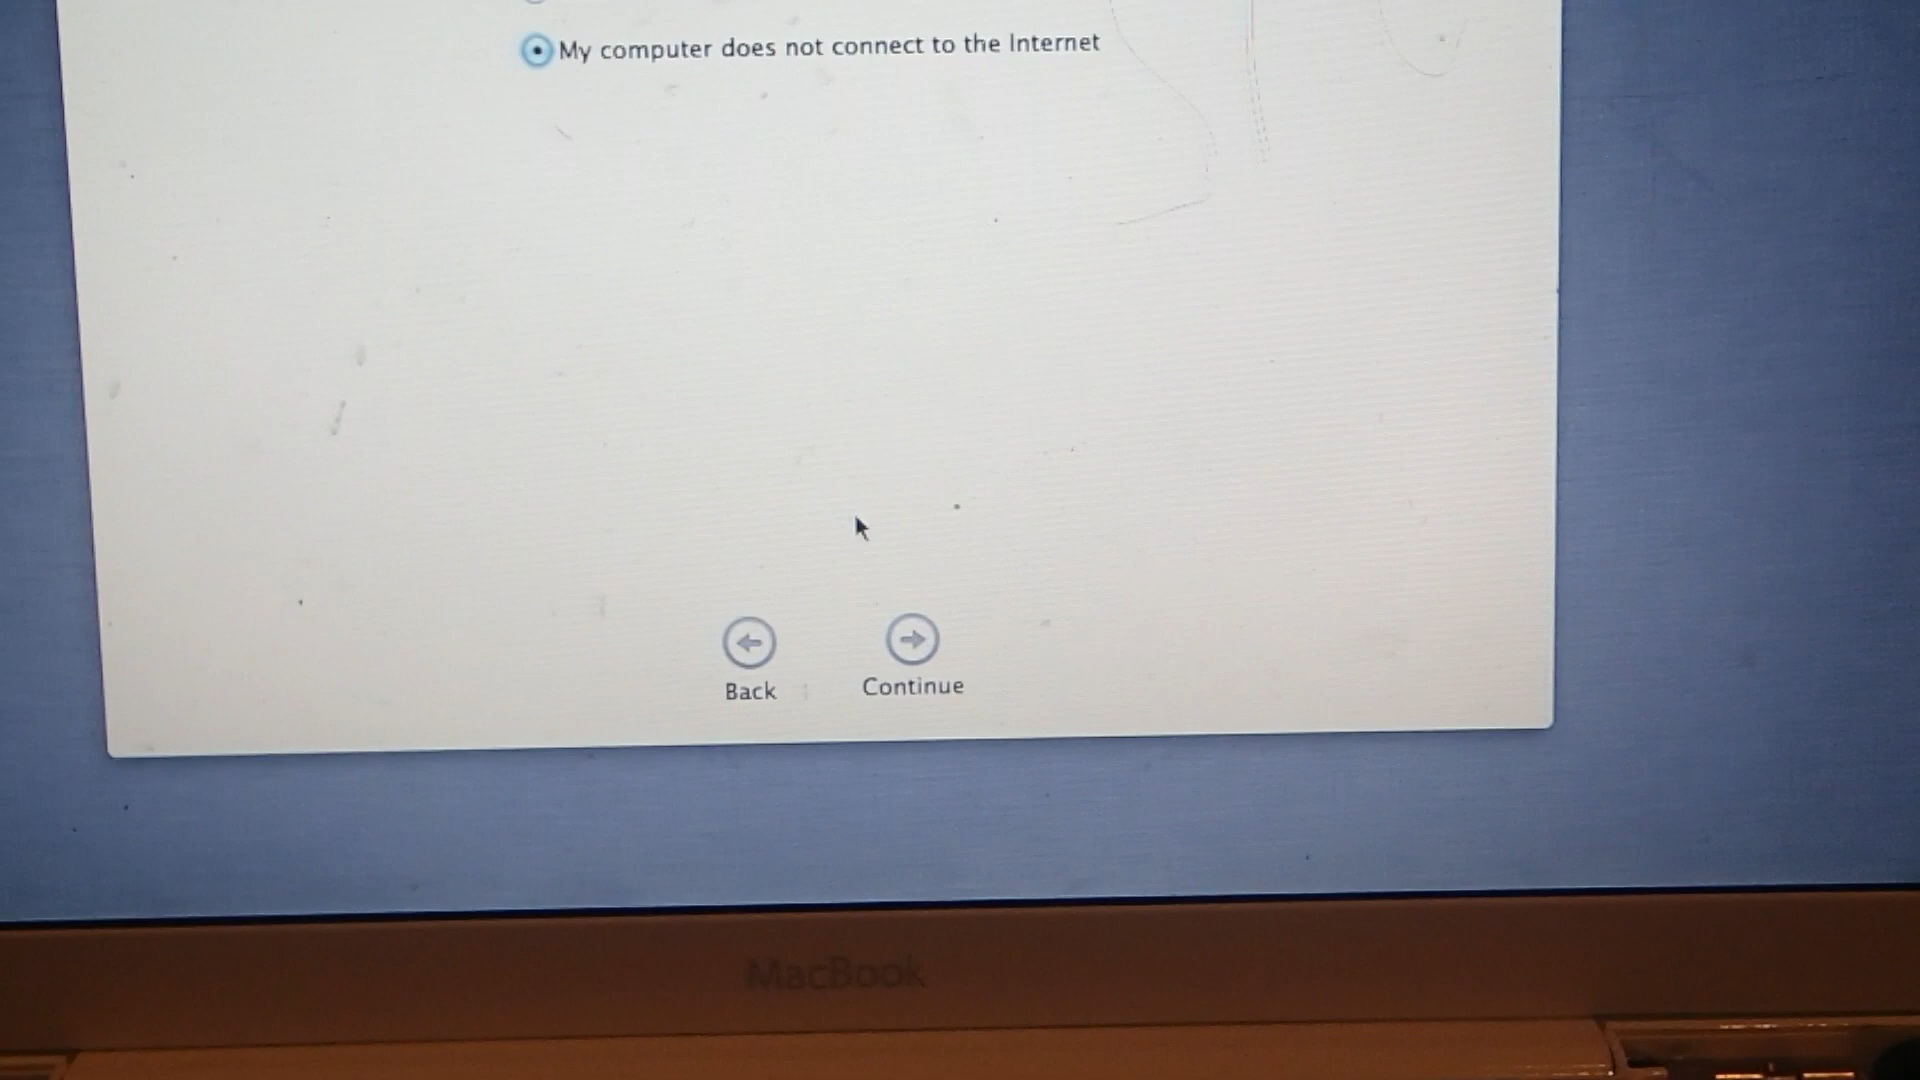 My computer does not connect to the Internet
Back
Continue
MacBook